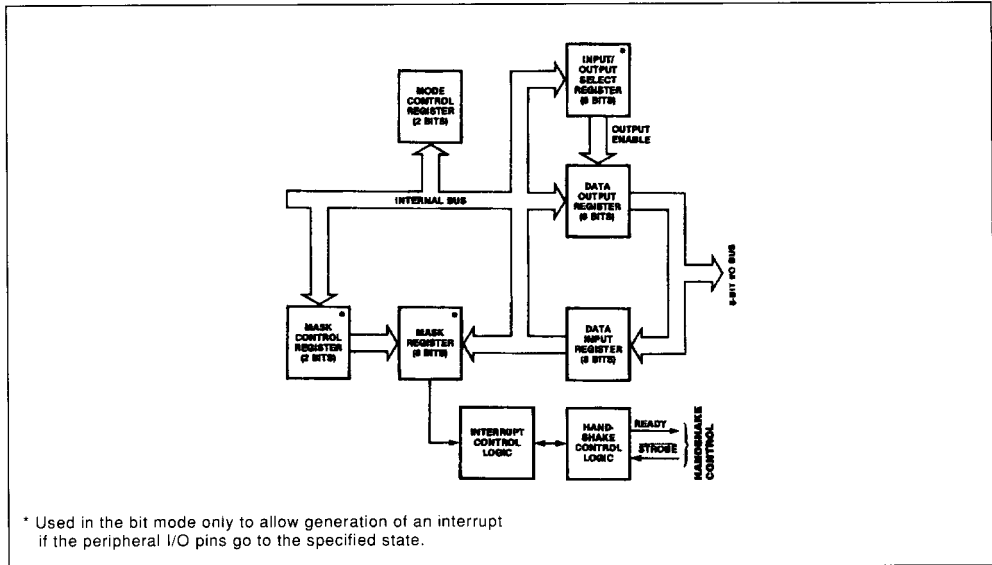 INPUT/
OUTPUT
SELECT
REGISTER
(8 BITS)
*
MODE
CONTROL
REGISTER
(2 BITS)
OUTPUT
ENABLE
DATA
OUTPUT
REGISTER
(8 BITS)
INTERNAL BUS
8-BIT I/O BUS
MASK
CONTROL
REGISTER
(2 BITS)
*
MASK
REGISTER
(8 BITS)
*
DATA
INPUT
REGISTER
(8 BITS)
INTERRUPT
CONTROL
LOGIC
HAND-
SHAKE
CONTROL
LOGIC
READY
STROBE
HANDSHAKE
CONTROL
* Used in the bit mode only to allow generation of an interrupt
if the peripheral I/O pins go to the specified state.